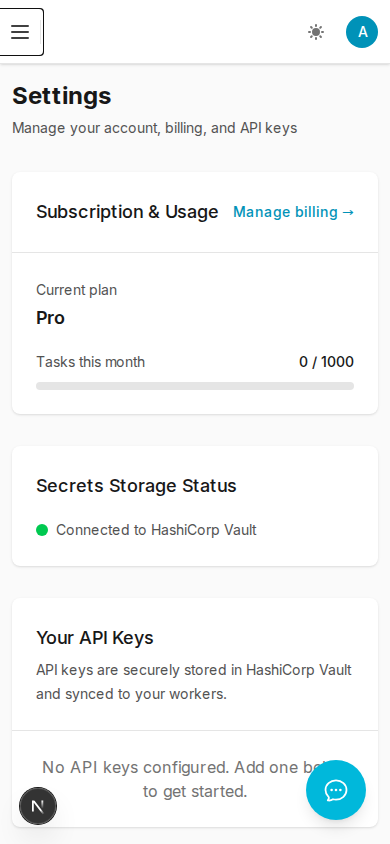 A
Settings
Manage your account, billing, and API keys
Subscription & Usage
Manage billing →
Current plan
Pro
Tasks this month
0 / 1000
Secrets Storage Status
Connected to HashiCorp Vault
Your API Keys
API keys are securely stored in HashiCorp Vault
and synced to your workers.
No API keys configured. Add one
to get started.
N